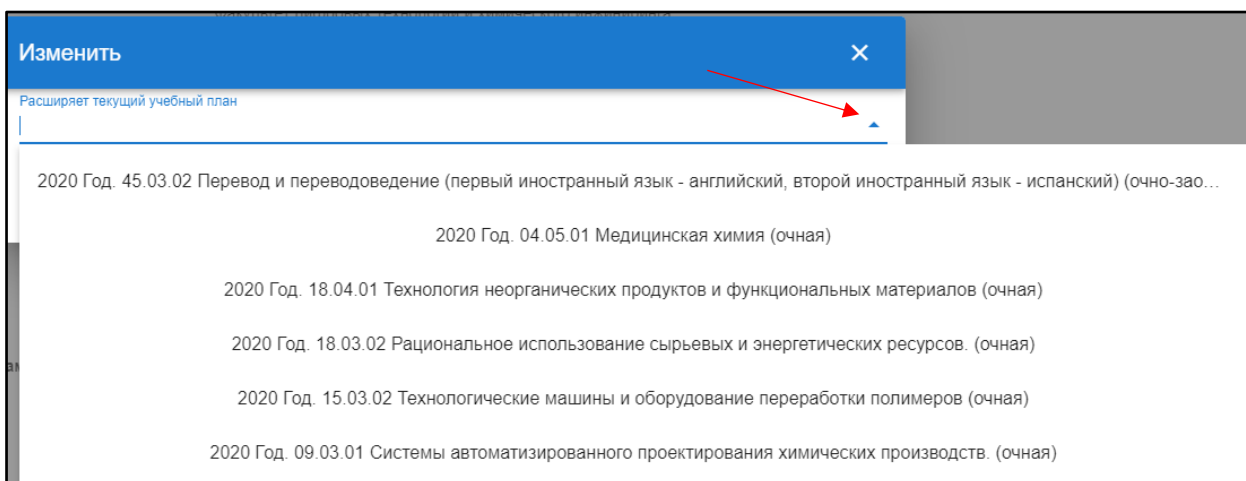 Изменить
Расширяет текущий учебный план
2020 Год. 45.03.02 Перевод и переводоведение (первый иностранный язык - английский, второй иностранный язык - испанский) (очно-зао...
2020 Год. 04.05.01 Медицинская химия (очная)
2020 Год. 18.04.01 Технология неорганических продуктов и функциональных материалов (очная)
2020 Год. 18.03.02 Рациональное использование сырьевых и энергетических ресурсов. (очная)
2020 Год. 15.03.02 Технологические машины и оборудование переработки полимеров (очная)
2020 Год. 09.03.01 Системы автоматизированного проектирования химических производств. (очная)